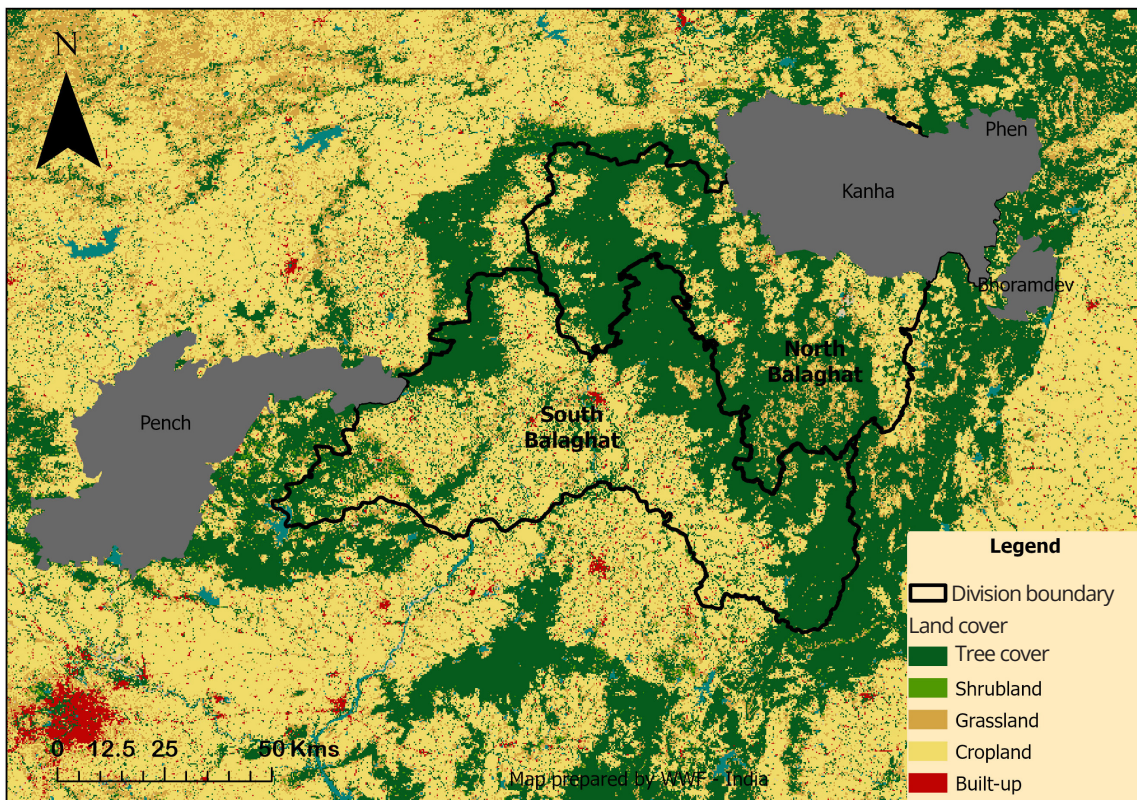 N
Phen
Kanha
Bhoramdev
North
Balaghat
South
Balaghat
Pench
Legend
Division boundary
Land cover
Tree cover
Shrubland
Grassland
Cropland
Built-up
0 12.5 25 50 Kms
Map prepared by WWF - India